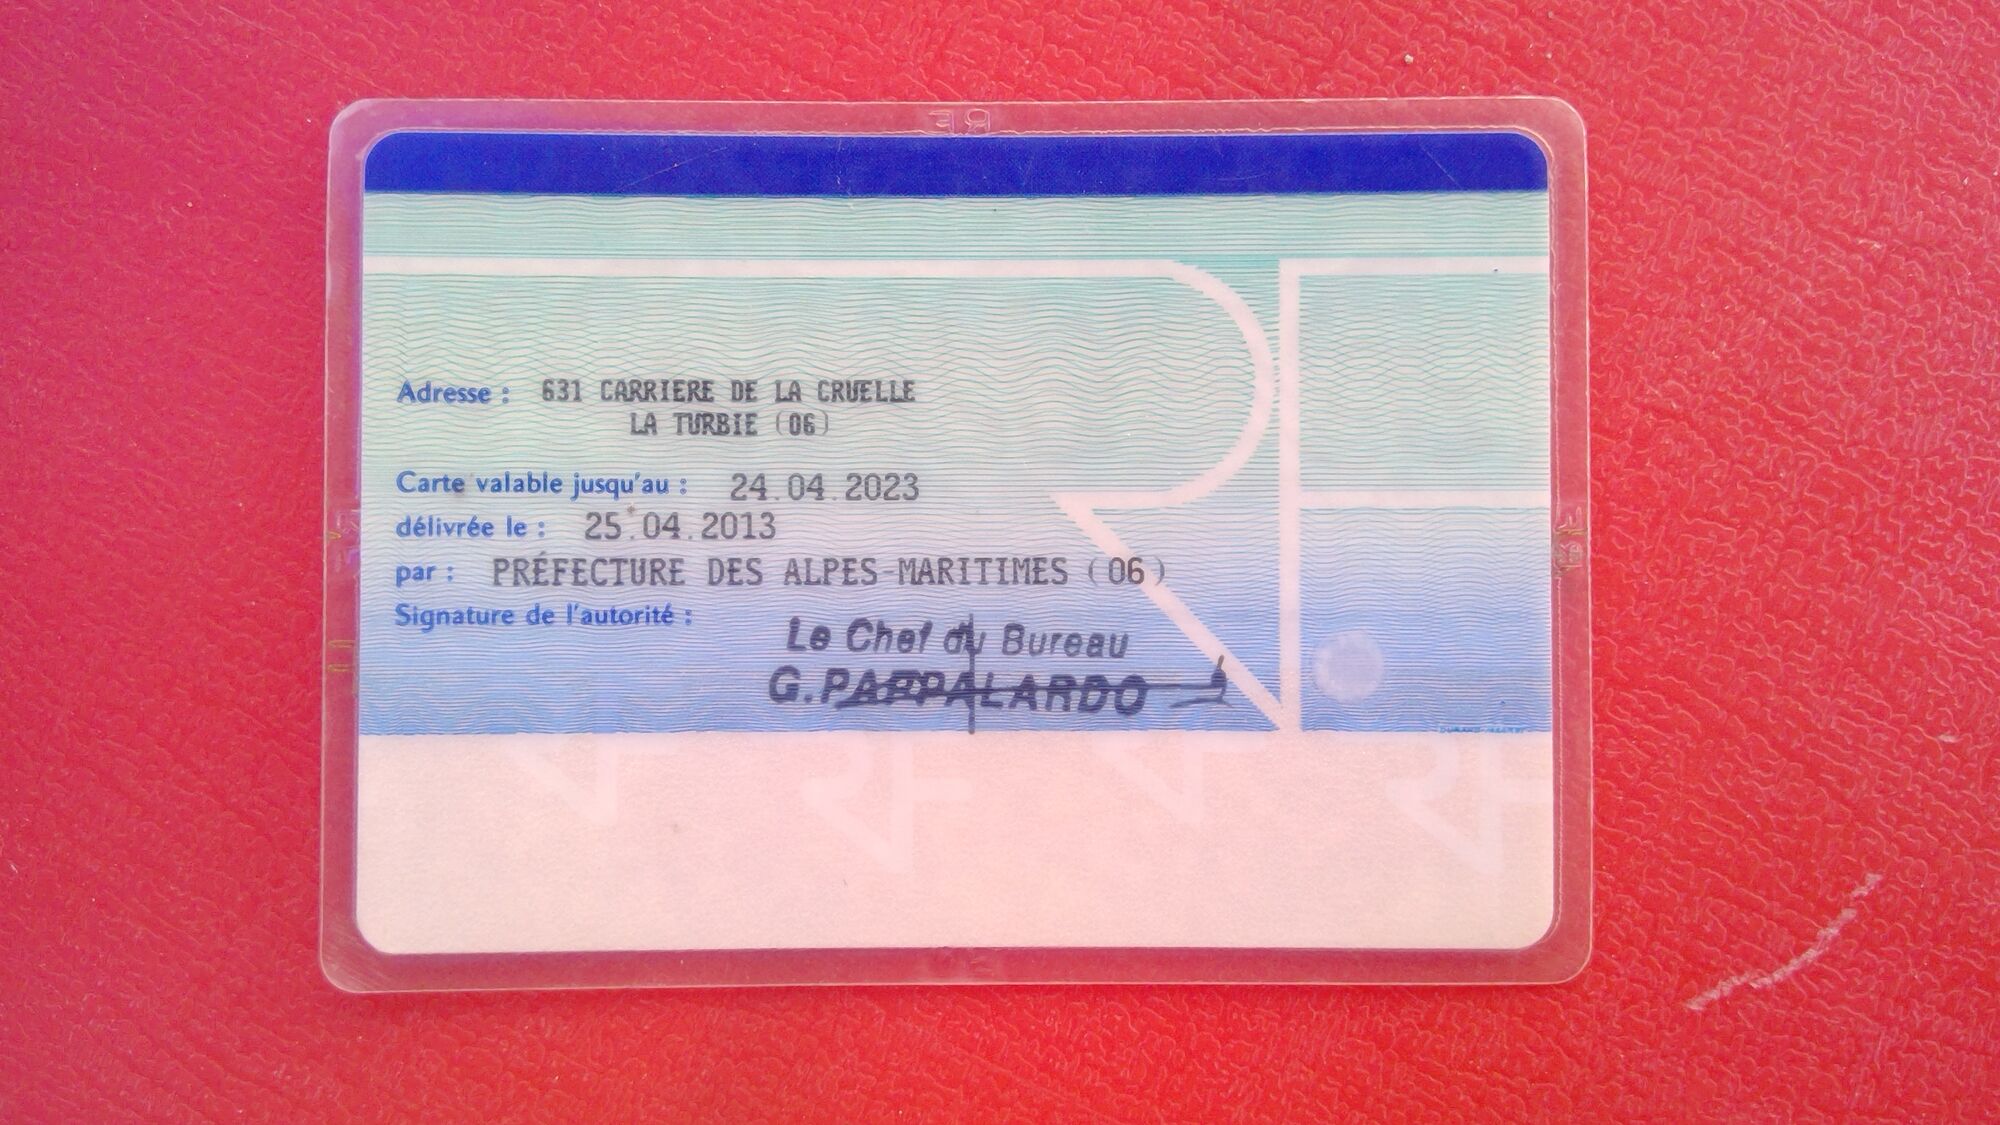 Adresse : 631 CARRIERE DE LA CRUELLE
LA TURBIE (06)
Carte valable jusqu'au : 24.04.2023
délivrée le : 25.04.2013
par : PRÉFECTURE DES ALPES-MARITIMES (06)
Signature de l'autorité :
Le Chef du Bureau
G.PAPPALARDO
RF